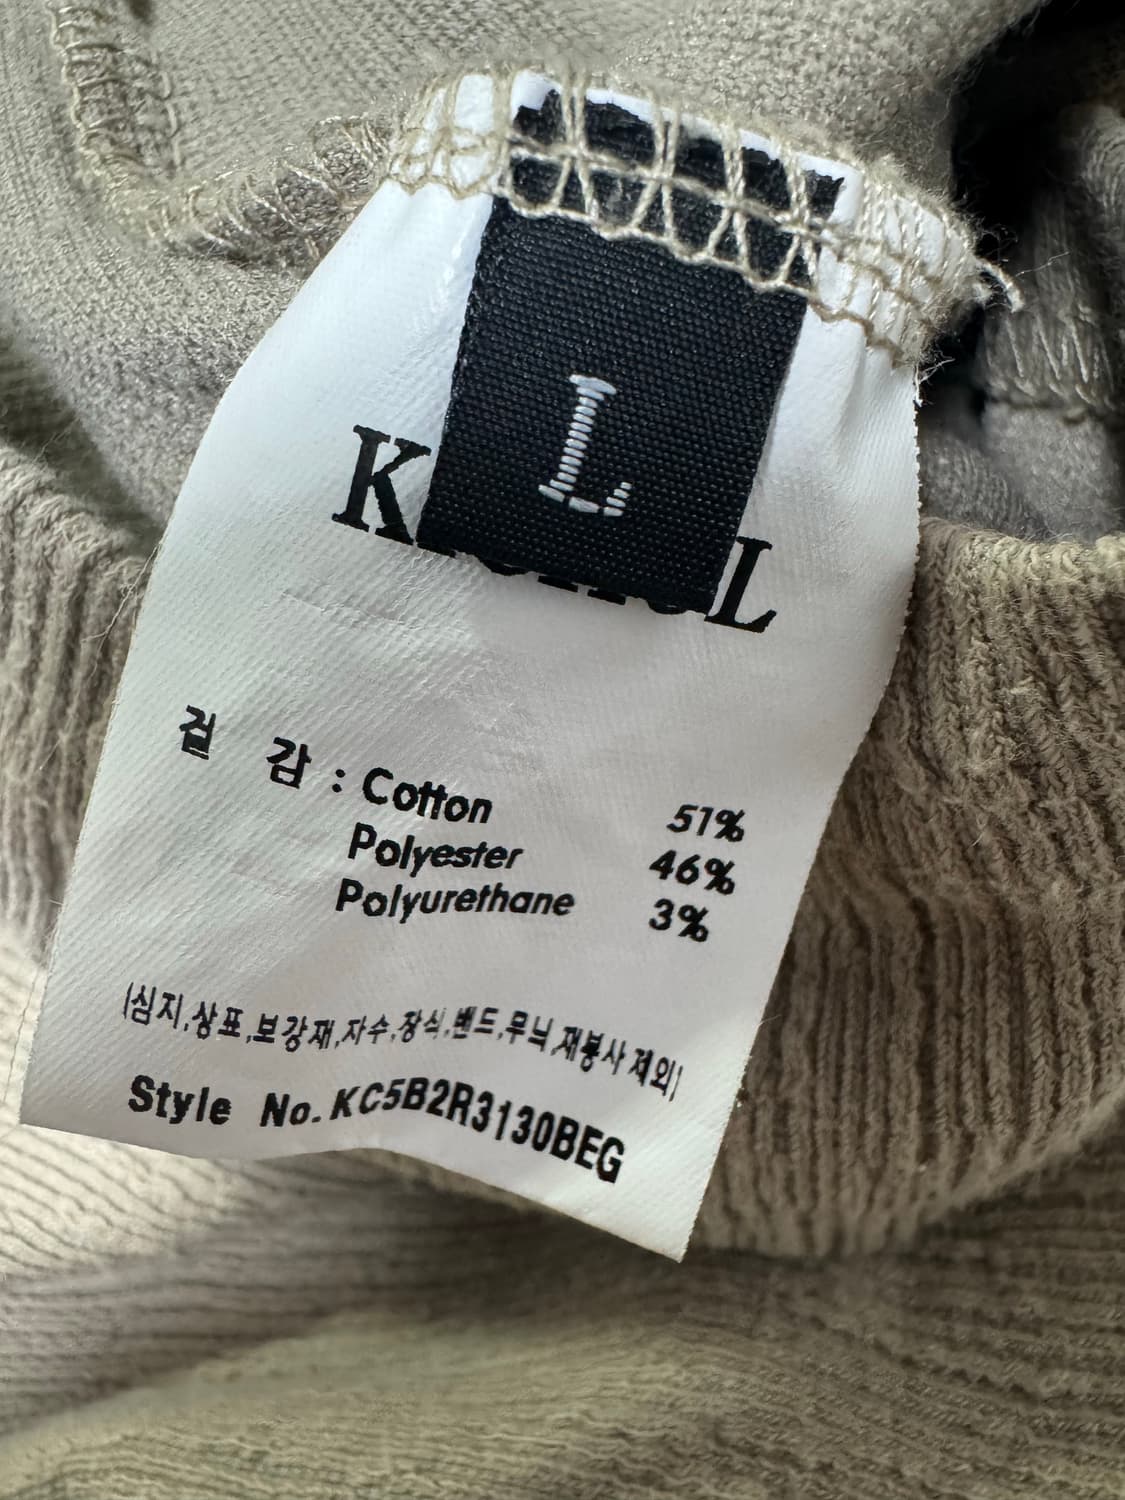 L
겉 감 : Cotton 51%
Polyester 46%
Polyurethane 3%
(심지,상표,보강재,자수,장식,밴드,무늬,재봉사 제외)
Style No. KC5B2R3130BEG